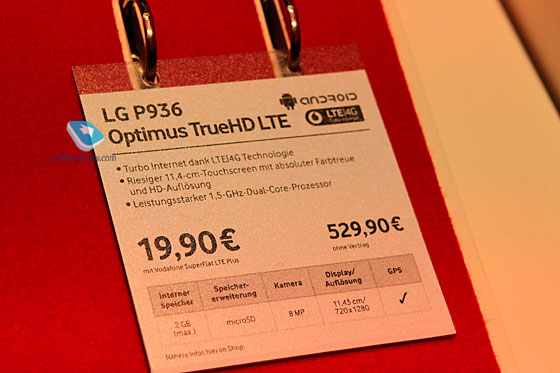 ANDROID
LG P936
Optimus TrueHD LTE
LTE|4G
• Turbo Internet dank LTE|4G Technologie
• Riesiger 11,4-cm-Touchscreen mit absoluter Farbtreue
und HD-Auflösung
• Leistungsstarker 1,5-GHz-Dual-Core-Prozessor
19,90€
mit Vodafone SuperFlat LTE Plus
529,90€
ohne Vertrag
Interner Speicher
Speicher-erweiterung
Kamera
Display/Auflösung
GPS
2 GB (max.)
microSD
8 MP
11,43 cm/720x1280
✓
Nähere Infos hier im Shop.